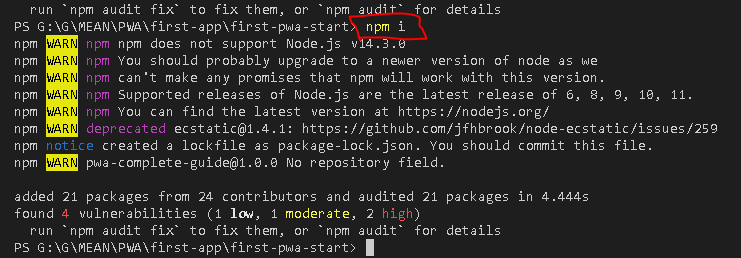 run `npm audit fix` to fix them, or `npm audit` for details
PS G:\G\MEAN\PWA\first-app\first-pwa-start> npm i
npm WARN npm npm does not support Node.js v14.3.0
npm WARN npm You should probably upgrade to a newer version of node as we
npm WARN npm can't make any promises that npm will work with this version.
npm WARN npm Supported releases of Node.js are the latest release of 6, 8, 9, 10, 11.
npm WARN npm You can find the latest version at https://nodejs.org/
npm WARN deprecated ecstatic@1.4.1: https://github.com/jfhbrook/node-ecstatic/issues/259
npm notice created a lockfile as package-lock.json. You should commit this file.
npm WARN pwa-complete-guide@1.0.0 No repository field.
added 21 packages from 24 contributors and audited 21 packages in 4.444s
found 4 vulnerabilities (1 low, 1 moderate, 2 high)
run `npm audit fix` to fix them, or `npm audit` for details
PS G:\G\MEAN\PWA\first-app\first-pwa-start>